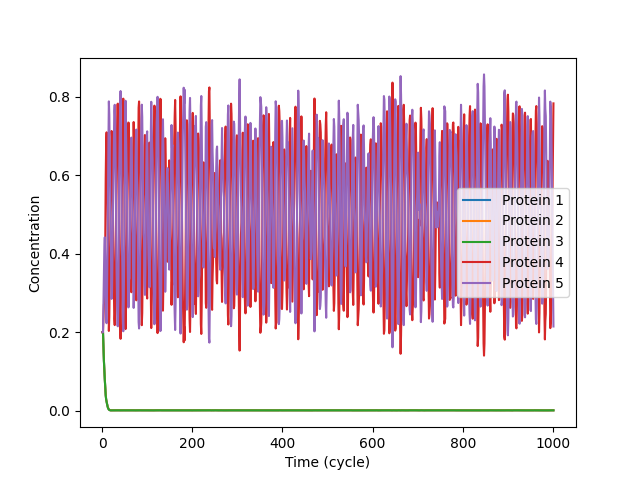 Concentration
0.8
0.6
0.4
0.2
0.0
Protein 1
Protein 2
Protein 3
Protein 4
Protein 5
0 200 400 600 800 1000
Time (cycle)